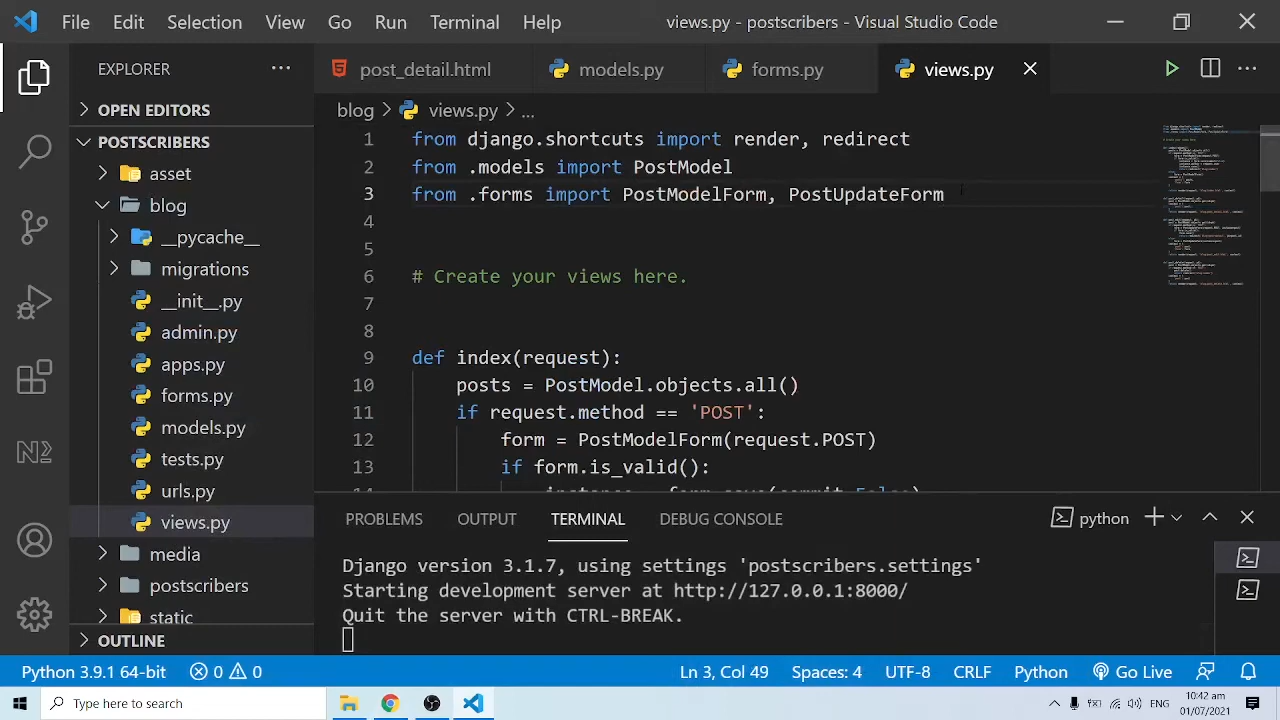 File Edit Selection View Go Run Terminal Help
views.py - postscribers - Visual Studio Code
EXPLORER
OPEN EDITORS
POSTSCRIBERS
asset
blog
__pycache__
migrations
__init__.py
admin.py
apps.py
forms.py
models.py
tests.py
urls.py
views.py
media
postscribers
static
OUTLINE
post_detail.html
models.py
forms.py
views.py
blog > views.py > ...
1 from django.shortcuts import render, redirect
2 from .models import PostModel
3 from .forms import PostModelForm, PostUpdateForm
4
5
6 # Create your views here.
7
8
9 def index(request):
10 posts = PostModel.objects.all()
11 if request.method == 'POST':
12 form = PostModelForm(request.POST)
13 if form.is_valid():
14 instance = form.save(commit=False)
PROBLEMS OUTPUT TERMINAL DEBUG CONSOLE
python
Django version 3.1.7, using settings 'postscribers.settings'
Starting development server at http://127.0.0.1:8000/
Quit the server with CTRL-BREAK.
Python 3.9.1 64-bit 0 0 Ln 3, Col 49 Spaces: 4 UTF-8 CRLF Python Go Live
Type here to search
ENG
10:42 am
01/07/2021